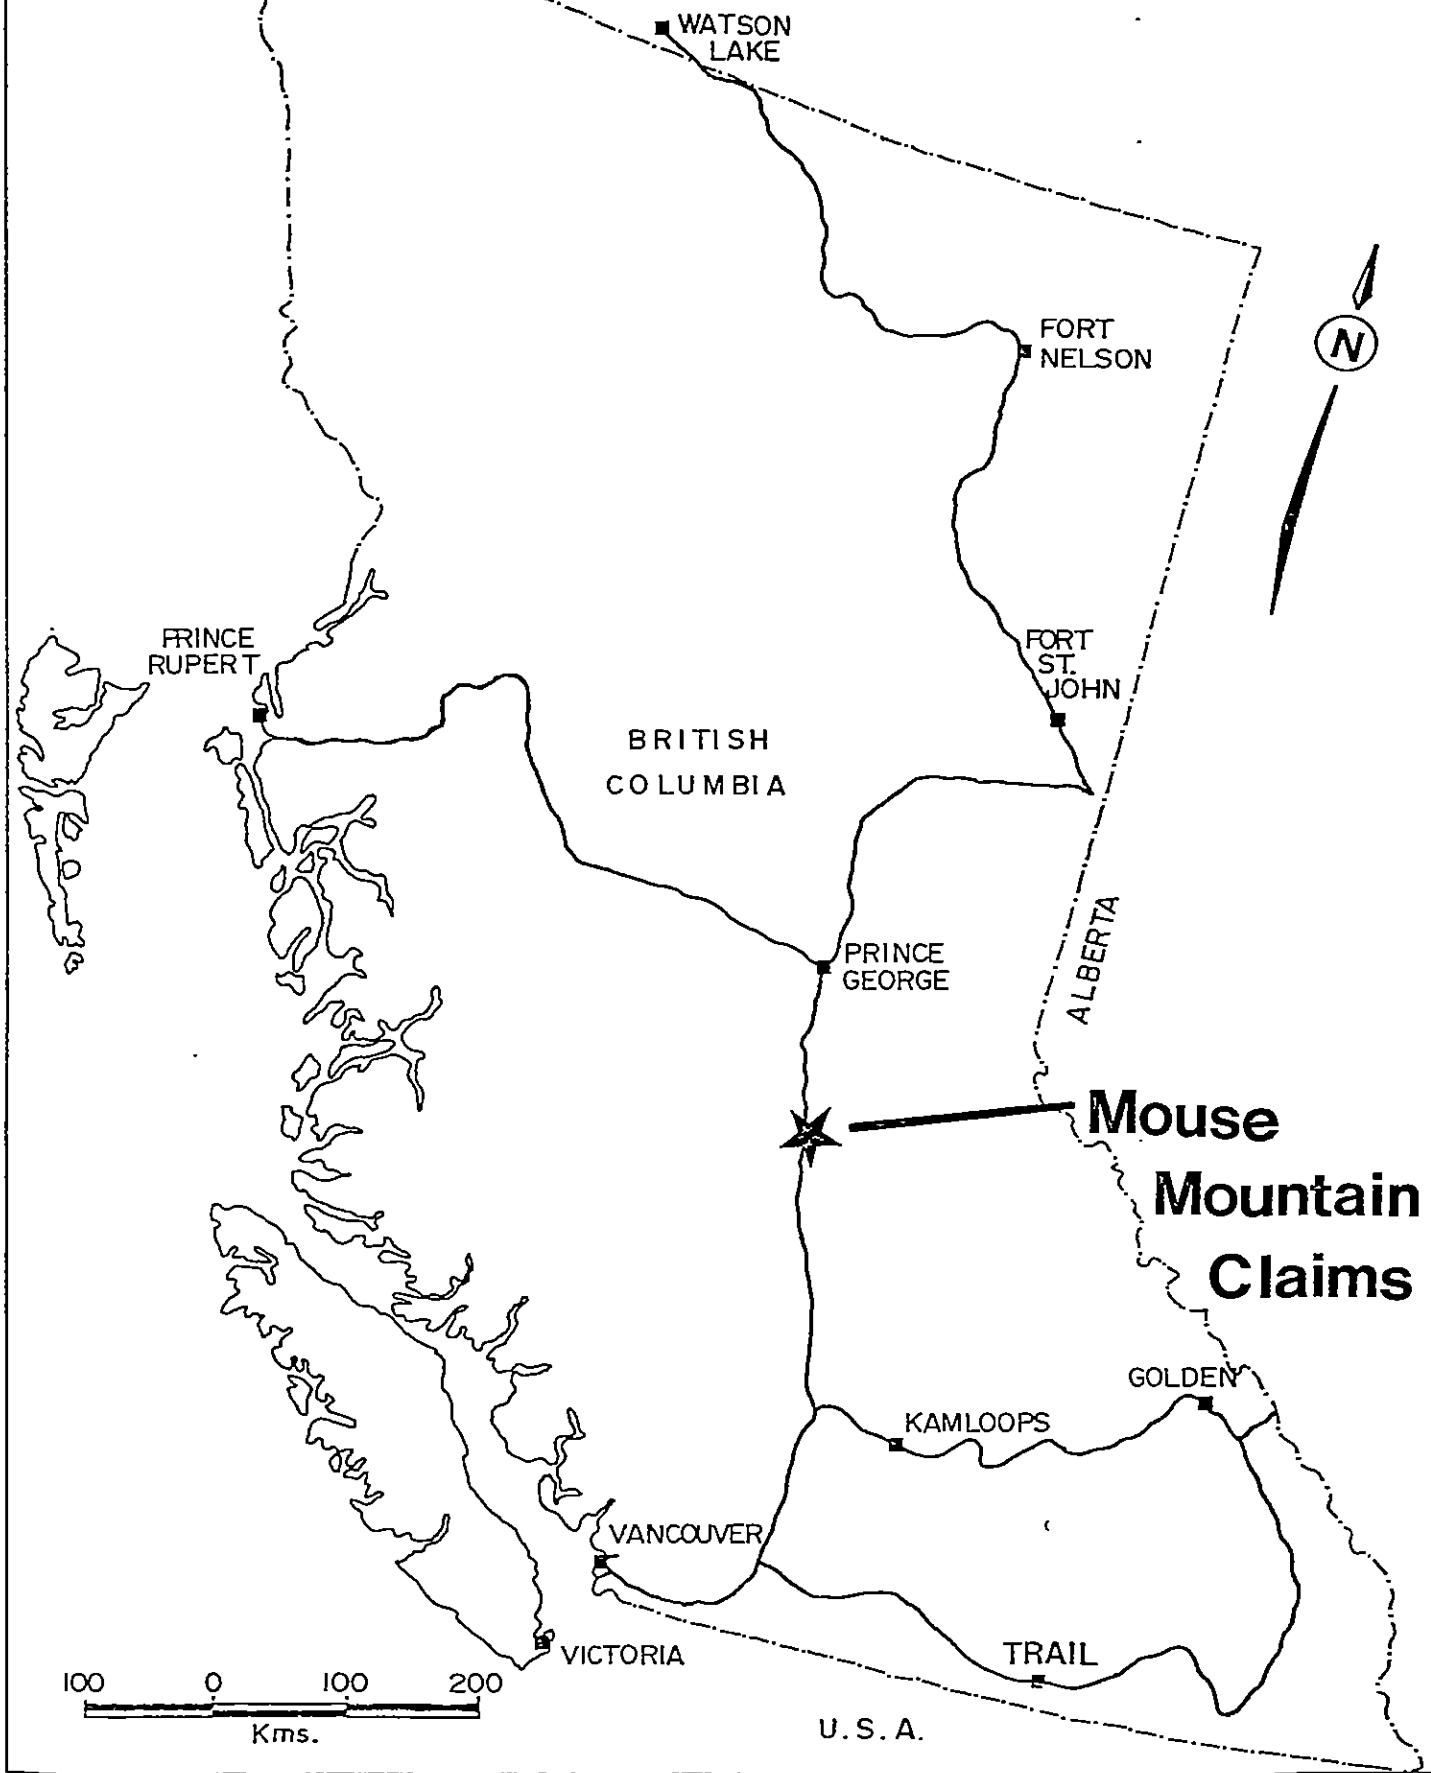 WATSON
LAKE
FORT
NELSON
N
PRINCE
RUPERT
FORT
ST.
JOHN
BRITISH
COLUMBIA
ALBERTA
PRINCE
GEORGE
Mouse
Mountain
Claims
GOLDEN
KAMLOOPS
VANCOUVER
TRAIL
VICTORIA
100 0 100 200
Kms.
U.S.A.